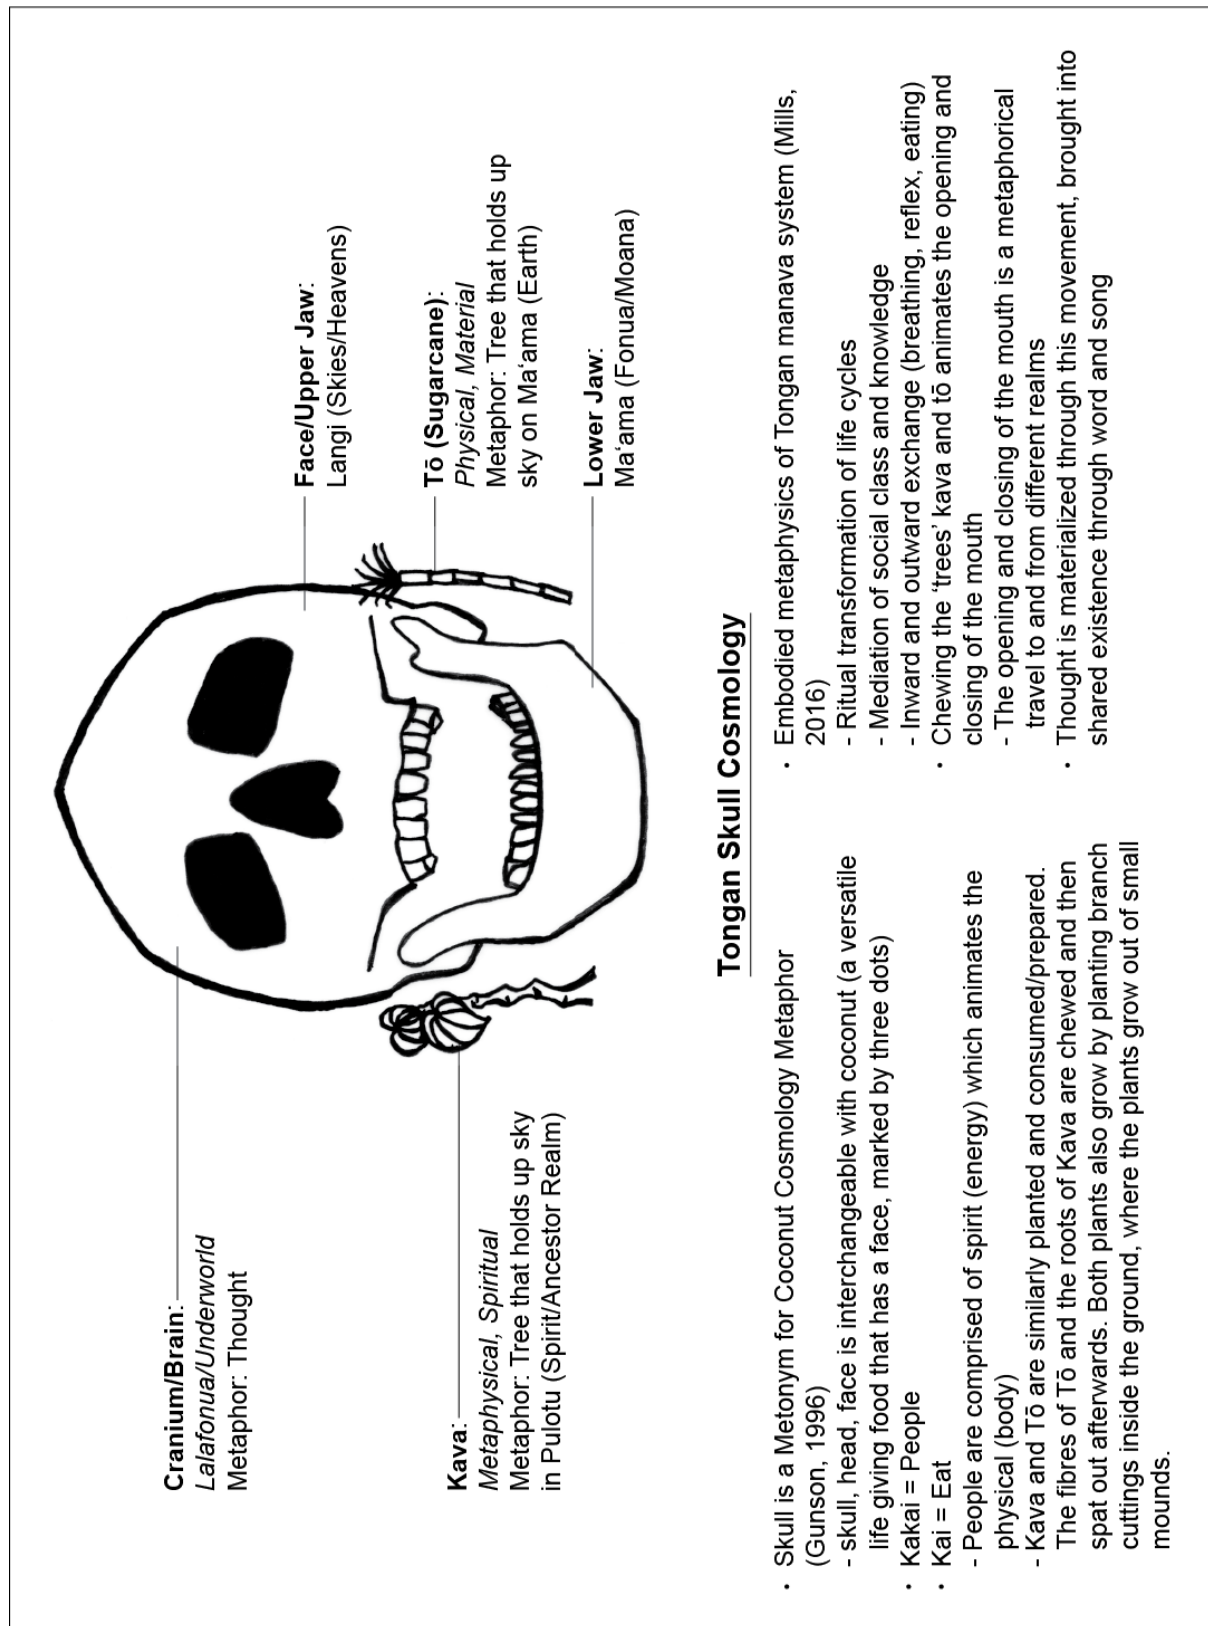 Cranium/Brain:
Lalafonua/Underworld
Metaphor: Thought
Face/Upper Jaw:
Langi (Skies/Heavens)
Kava:
Metaphysical, Spiritual
Metaphor: Tree that holds up sky
in Pulotu (Spirit/Ancestor Realm)
Tō (Sugarcane):
Physical, Material
Metaphor: Tree that holds up
sky on Ma‘ama (Earth)
Lower Jaw:
Ma‘ama (Fonua/Moana)
Tongan Skull Cosmology
• Skull is a Metonym for Coconut Cosmology Metaphor
(Gunson, 1996)
- skull, head, face is interchangeable with coconut (a versatile
life giving food that has a face, marked by three dots)
• Kakai = People
• Kai = Eat
- People are comprised of spirit (energy) which animates the
physical (body)
- Kava and Tō are similarly planted and consumed/prepared.
The fibres of Tō and the roots of Kava are chewed and then
spat out afterwards. Both plants also grow by planting branch
cuttings inside the ground, where the plants grow out of small
mounds.
• Embodied metaphysics of Tongan manava system (Mills,
2016)
- Ritual transformation of life cycles
- Mediation of social class and knowledge
- Inward and outward exchange (breathing, reflex, eating)
• Chewing the ‘trees’ kava and tō animates the opening and
closing of the mouth
- The opening and closing of the mouth is a metaphorical
travel to and from different realms
• Thought is materialized through this movement, brought into
shared existence through word and song